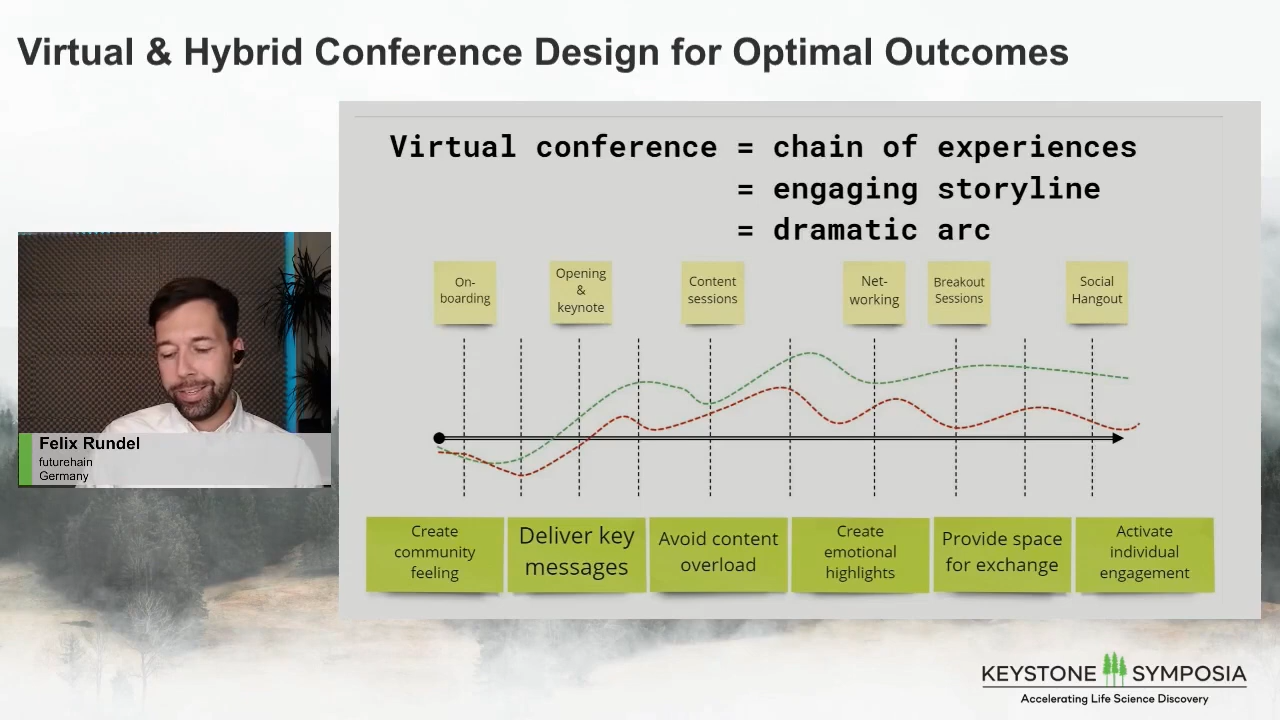 Virtual & Hybrid Conference Design for Optimal Outcomes
Virtual conference = chain of experiences
= engaging storyline
= dramatic arc
On-
boarding
Opening
&
keynote
Content
sessions
Net-
working
Breakout
Sessions
Social
Hangout
Felix Rundel
futurehain
Germany
Create
community
feeling
Deliver key
messages
Avoid content
overload
Create
emotional
highlights
Provide space
for exchange
Activate
individual
engagement
KEYSTONE SYMPOSIA
Accelerating Life Science Discovery